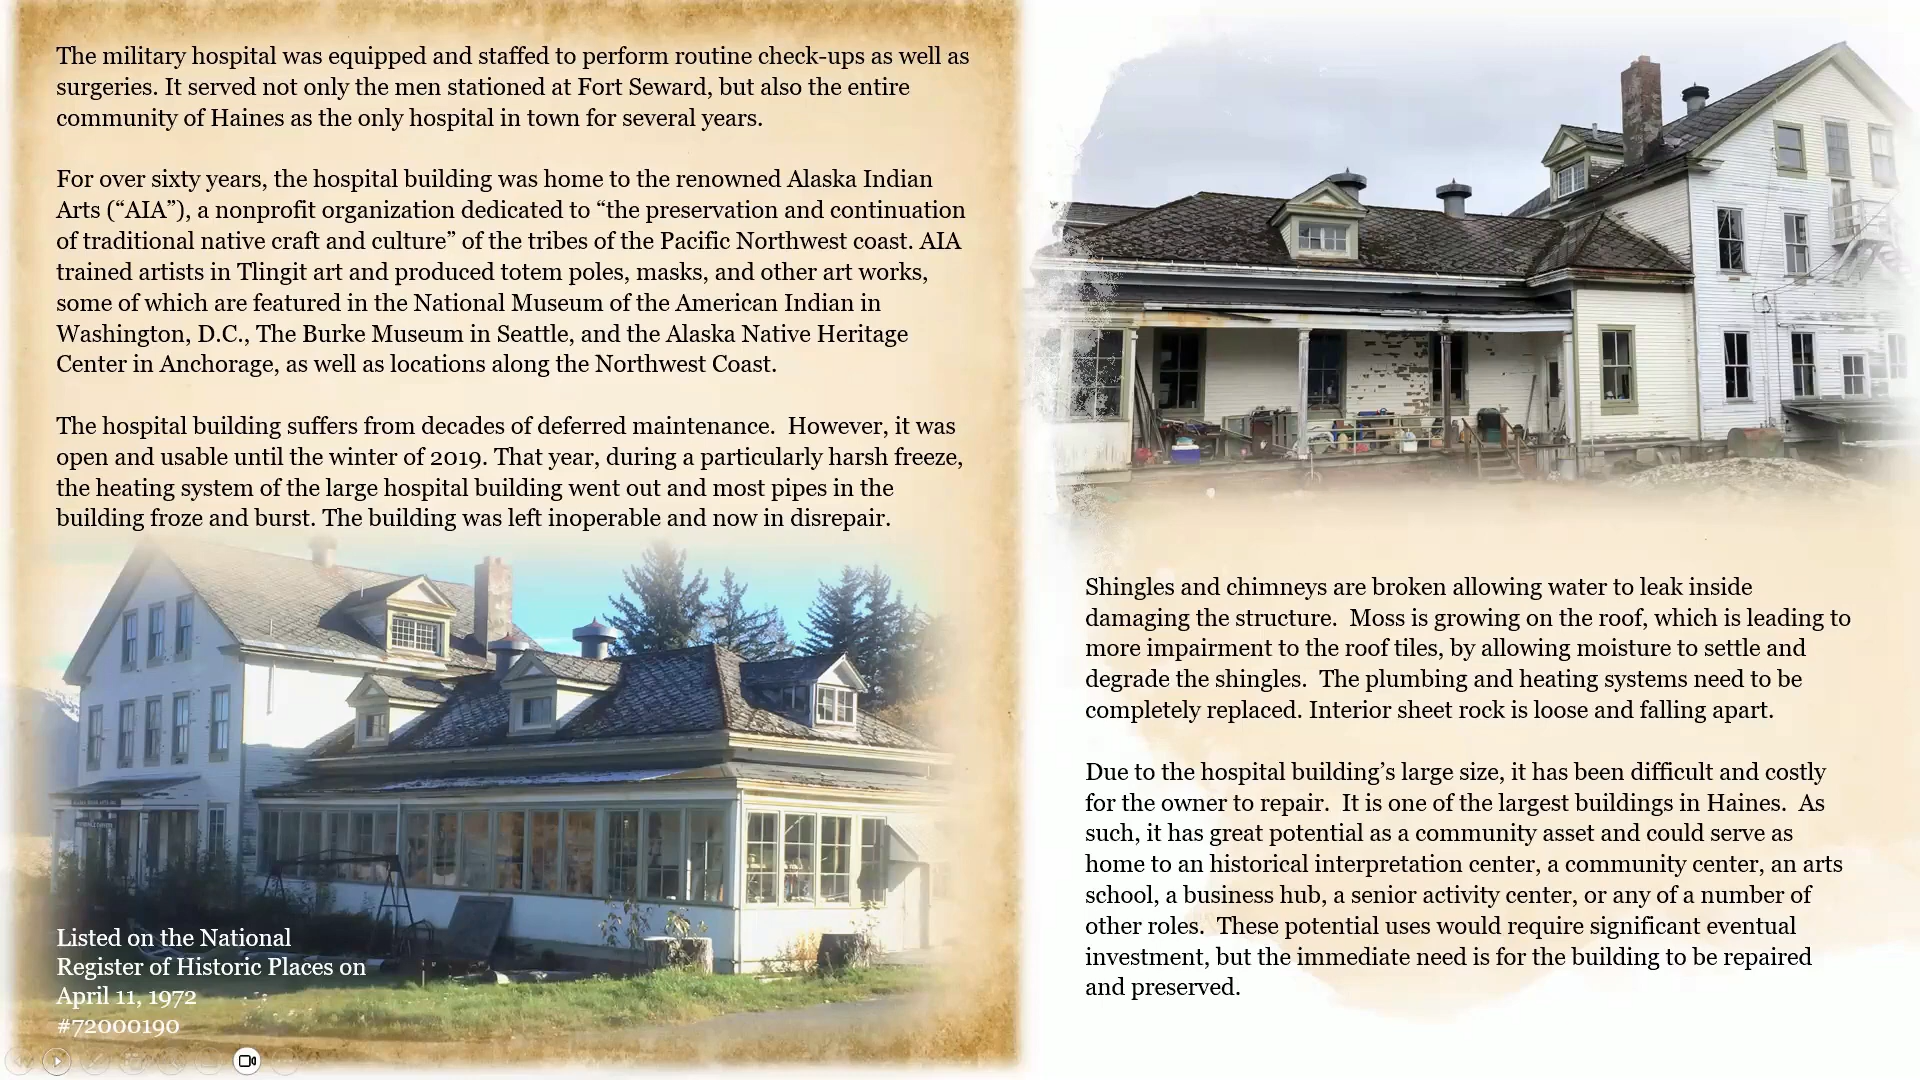 The military hospital was equipped and staffed to perform routine check-ups as well as
surgeries. It served not only the men stationed at Fort Seward, but also the entire
community of Haines as the only hospital in town for several years.
For over sixty years, the hospital building was home to the renowned Alaska Indian
Arts (“AIA”), a nonprofit organization dedicated to “the preservation and continuation
of traditional native craft and culture” of the tribes of the Pacific Northwest coast. AIA
trained artists in Tlingit art and produced totem poles, masks, and other art works,
some of which are featured in the National Museum of the American Indian in
Washington, D.C., The Burke Museum in Seattle, and the Alaska Native Heritage
Center in Anchorage, as well as locations along the Northwest Coast.
The hospital building suffers from decades of deferred maintenance.  However, it was
open and usable until the winter of 2019. That year, during a particularly harsh freeze,
the heating system of the large hospital building went out and most pipes in the
building froze and burst. The building was left inoperable and now in disrepair.
Listed on the National
Register of Historic Places on
April 11, 1972
#72000190
Shingles and chimneys are broken allowing water to leak inside
damaging the structure.  Moss is growing on the roof, which is leading to
more impairment to the roof tiles, by allowing moisture to settle and
degrade the shingles.  The plumbing and heating systems need to be
completely replaced. Interior sheet rock is loose and falling apart.
Due to the hospital building’s large size, it has been difficult and costly
for the owner to repair.  It is one of the largest buildings in Haines.  As
such, it has great potential as a community asset and could serve as
home to an historical interpretation center, a community center, an arts
school, a business hub, a senior activity center, or any of a number of
other roles.  These potential uses would require significant eventual
investment, but the immediate need is for the building to be repaired
and preserved.